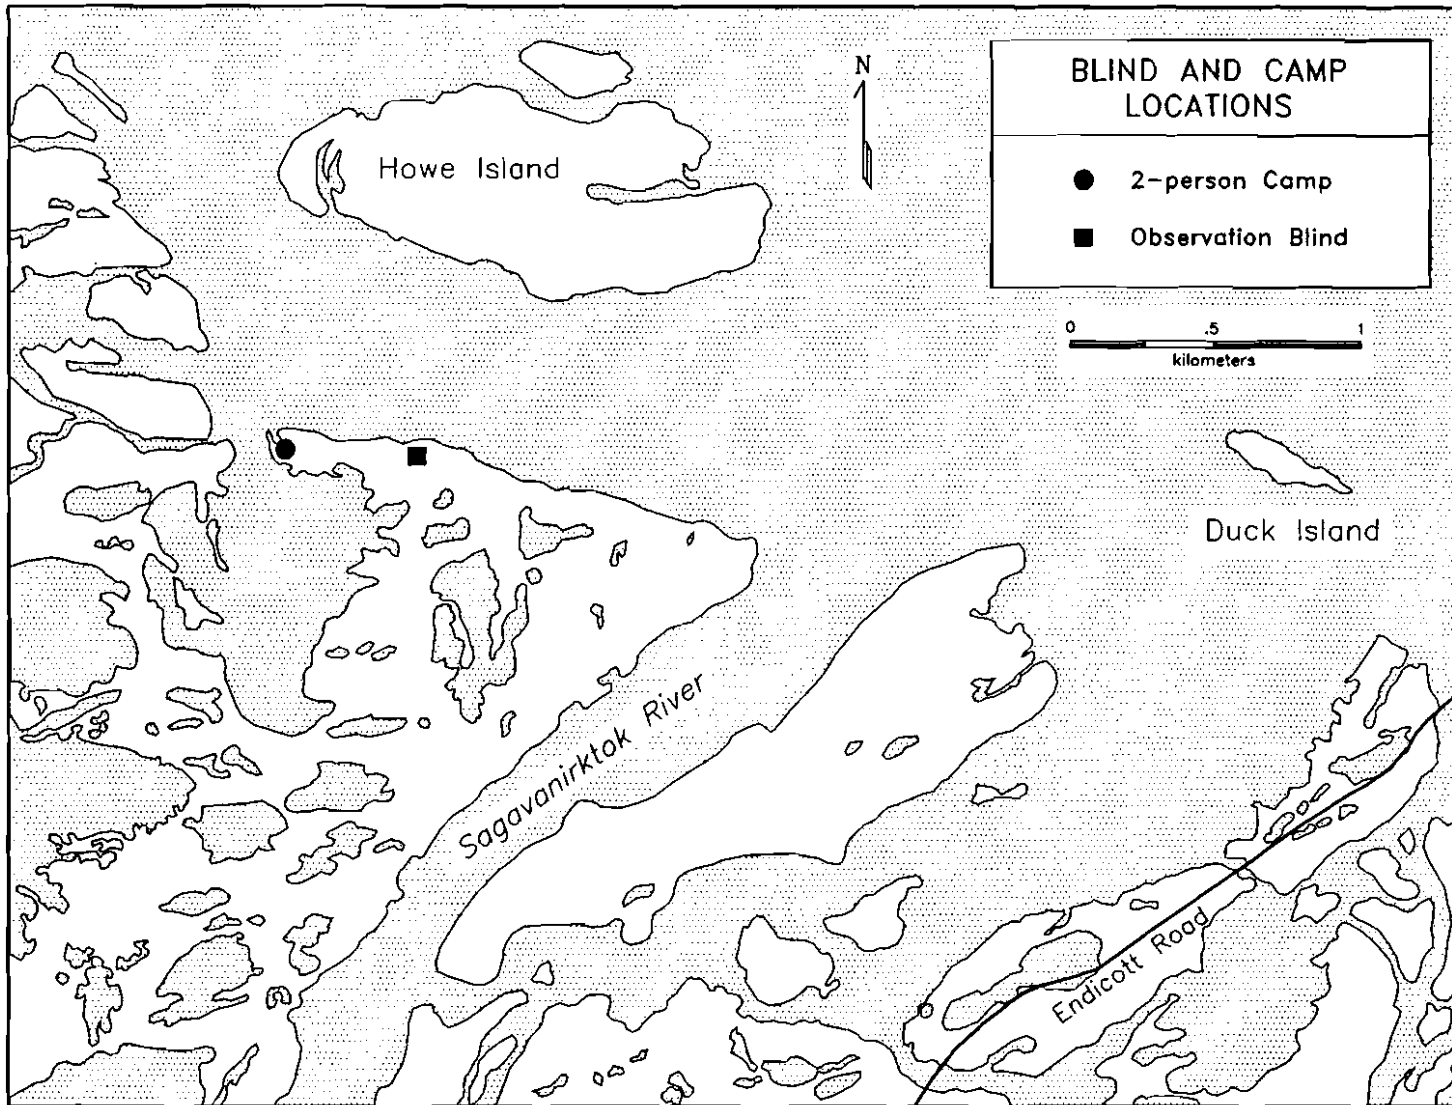 N
BLIND AND CAMP
LOCATIONS
2-person Camp
Observation Blind
0 .5 1
kilometers
Howe Island
Duck Island
Sagavanirktok River
Endicott Road